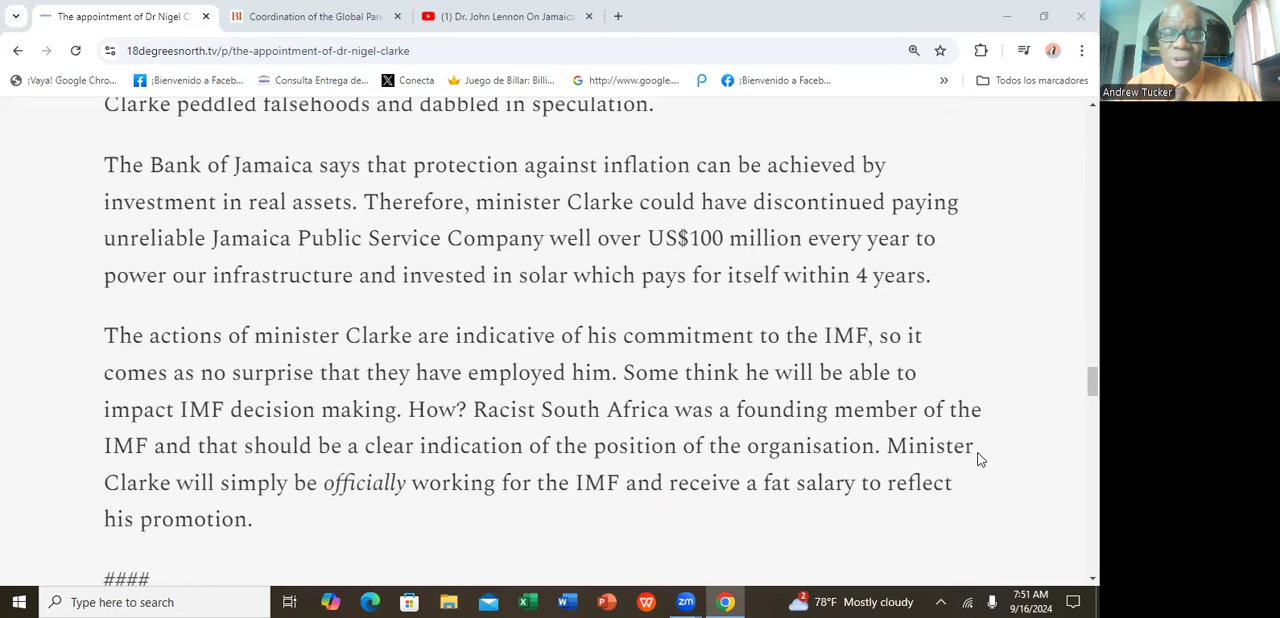 The appointment of Dr Nigel C
Coordination of the Global Pan
(1) Dr. John Lennon On Jamaica
18degreesnorth.tv/p/the-appointment-of-dr-nigel-clarke
¡Vaya! Google Chro...
¡Bienvenido a Faceb...
Consulta Entrega de...
Conecta
Juego de Billar: Billi...
http://www.google....
¡Bienvenido a Faceb...
»
Todos los marcadores
Andrew Tucker
Clarke peddled falsehoods and dabbled in speculation.
The Bank of Jamaica says that protection against inflation can be achieved by
investment in real assets. Therefore, minister Clarke could have discontinued paying
unreliable Jamaica Public Service Company well over US$100 million every year to
power our infrastructure and invested in solar which pays for itself within 4 years.
The actions of minister Clarke are indicative of his commitment to the IMF, so it
comes as no surprise that they have employed him. Some think he will be able to
impact IMF decision making. How? Racist South Africa was a founding member of the
IMF and that should be a clear indication of the position of the organisation. Minister
Clarke will simply be officially working for the IMF and receive a fat salary to reflect
his promotion.
####
Type here to search
2
78°F Mostly cloudy
7:51 AM
9/16/2024